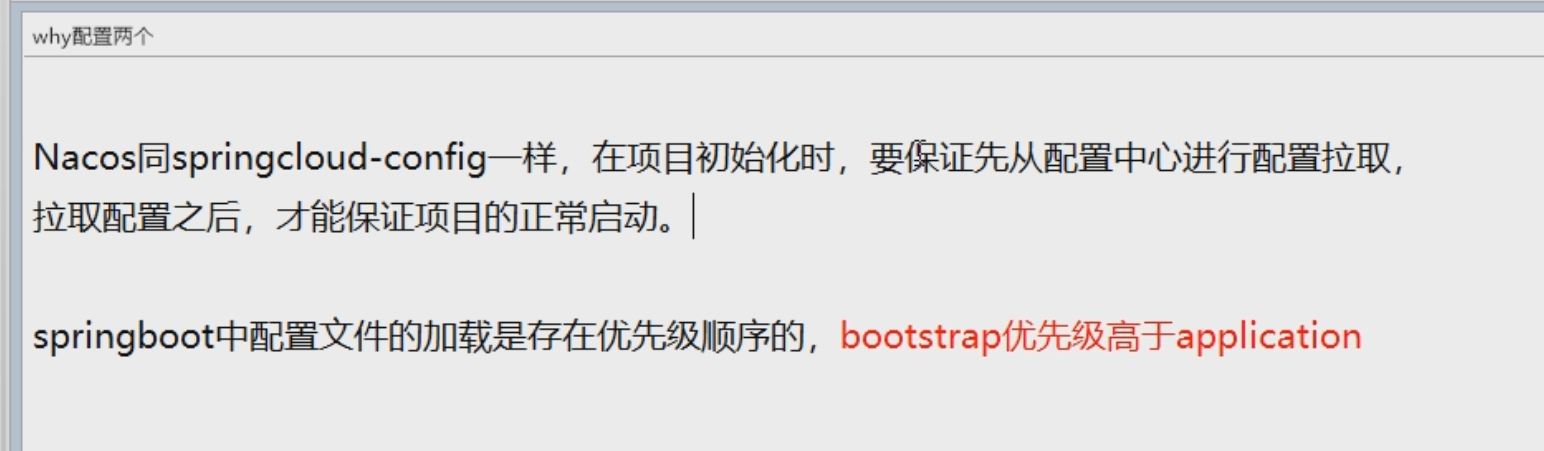 why配置两个
Nacos同springcloud-config一样，在项目初始化时，要保证先从配置中心进行配置拉取，
拉取配置之后，才能保证项目的正常启动。
springboot中配置文件的加载是存在优先级顺序的，bootstrap优先级高于application